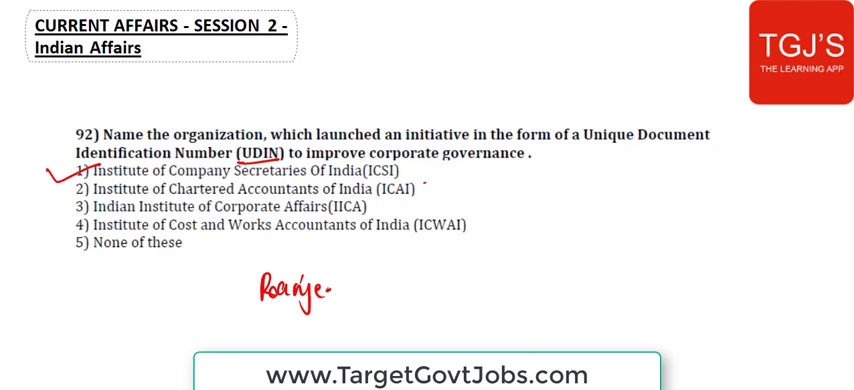 CURRENT AFFAIRS - SESSION 2 -
Indian Affairs
TGJ'S
THE LEARNING APP
92) Name the organization, which launched an initiative in the form of a Unique Document
Identification Number (UDIN) to improve corporate governance .
1) Institute of Company Secretaries Of India(ICSI)
2) Institute of Chartered Accountants of India (ICAI)
3) Indian Institute of Corporate Affairs(IICA)
4) Institute of Cost and Works Accountants of India (ICWAI)
5) None of these
www.TargetGovtJobs.com